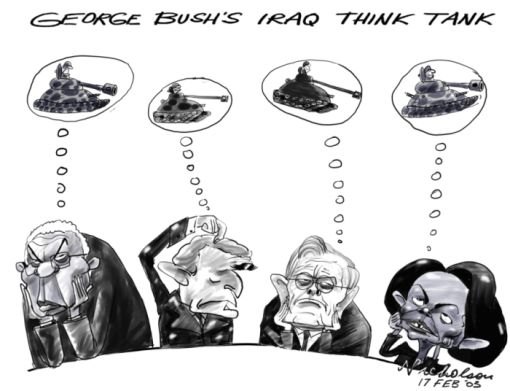 GEORGE BUSH'S IRAQ THINK TANK
Nicholson
17 FEB '03